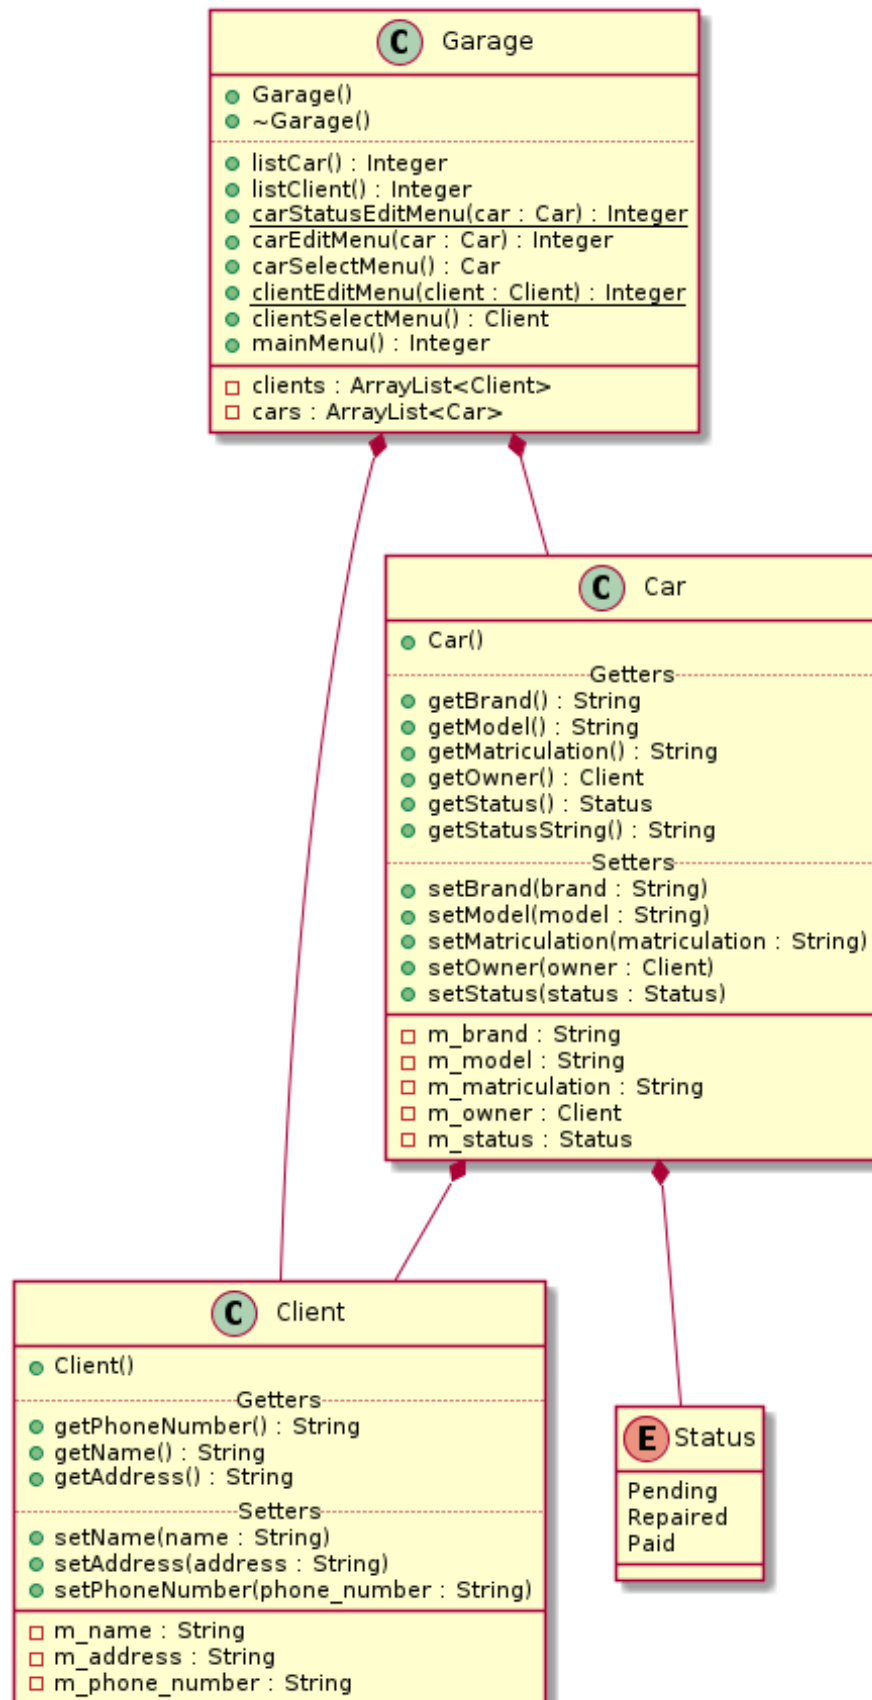 C Garage
Garage()
~Garage()
listCar() : Integer
listClient() : Integer
carStatusEditMenu(car : Car) : Integer
carEditMenu(car : Car) : Integer
carSelectMenu() : Car
clientEditMenu(client : Client) : Integer
clientSelectMenu() : Client
mainMenu() : Integer
clients : ArrayList<Client>
cars : ArrayList<Car>
C Car
Car()
Getters
getBrand() : String
getModel() : String
getMatriculation() : String
getOwner() : Client
getStatus() : Status
getStatusString() : String
Setters
setBrand(brand : String)
setModel(model : String)
setMatriculation(matriculation : String)
setOwner(owner : Client)
setStatus(status : Status)
m_brand : String
m_model : String
m_matriculation : String
m_owner : Client
m_status : Status
C Client
Client()
Getters
getPhoneNumber() : String
getName() : String
getAddress() : String
Setters
setName(name : String)
setAddress(address : String)
setPhoneNumber(phone_number : String)
m_name : String
m_address : String
m_phone_number : String
E Status
Pending
Repaired
Paid